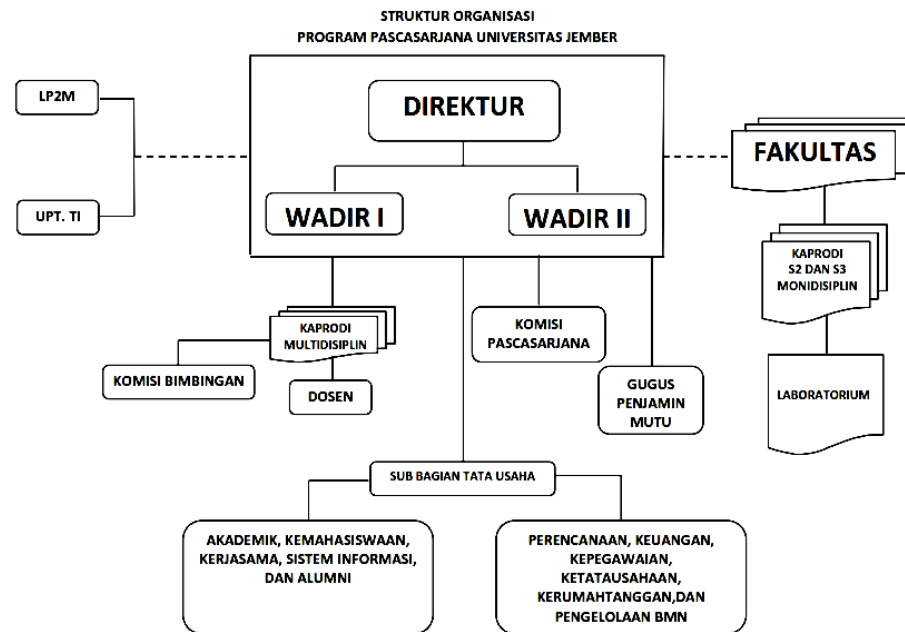 STRUKTUR ORGANISASI
PROGRAM PASCASARJANA UNIVERSITAS JEMBER
LP2M
UPT. TI
DIREKTUR
WADIR I
WADIR II
FAKULTAS
KAPRODI
S2 DAN S3
MONIDISIPLIN
LABORATORIUM
KAPRODI
MULTIDISIPLIN
KOMISI BIMBINGAN
DOSEN
KOMISI
PASCASARJANA
GUGUS
PENJAMIN
MUTU
SUB BAGIAN TATA USAHA
AKADEMIK, KEMAHASISWAAN,
KERJASAMA, SISTEM INFORMASI,
DAN ALUMNI
PERENCANAAN, KEUANGAN,
KEPEGAWAIAN,
KETATAUSAHAAN,
KERUMAHTANGGAN,DAN
PENGELOLAAN BMN